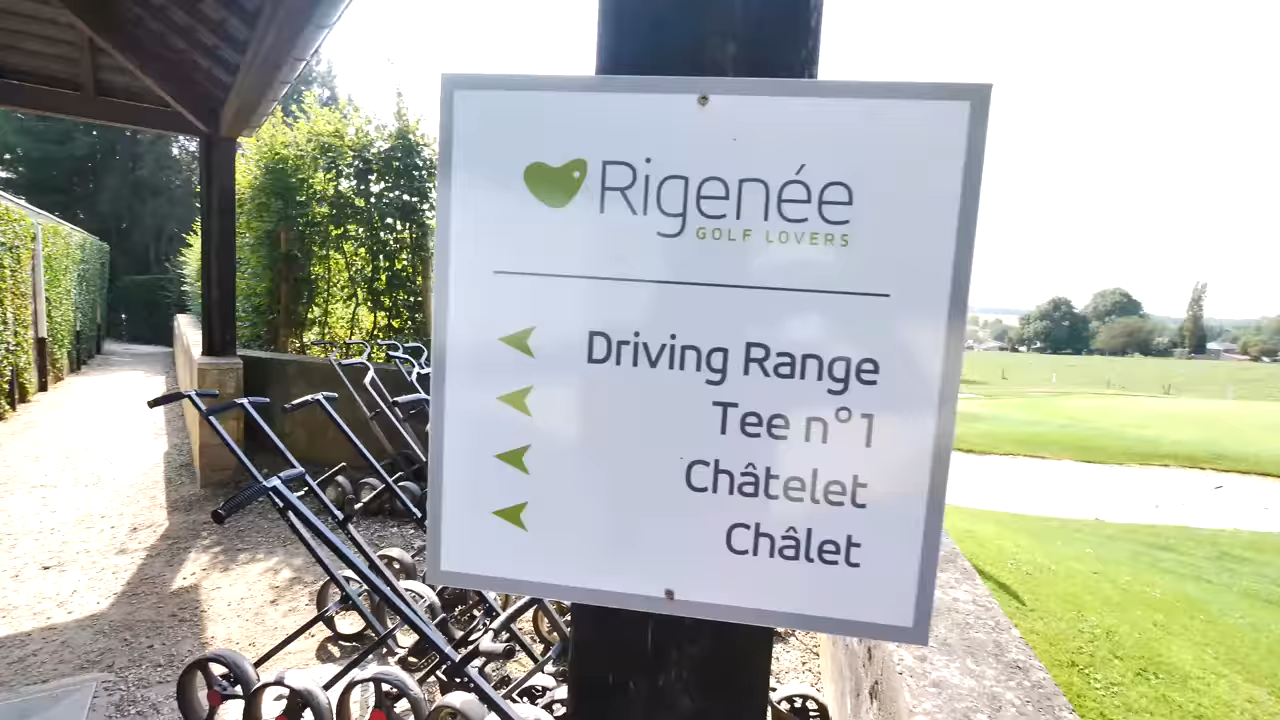 Rigenée
GOLF LOVERS
Driving Range
Tee n°1
Châtelet
Châlet